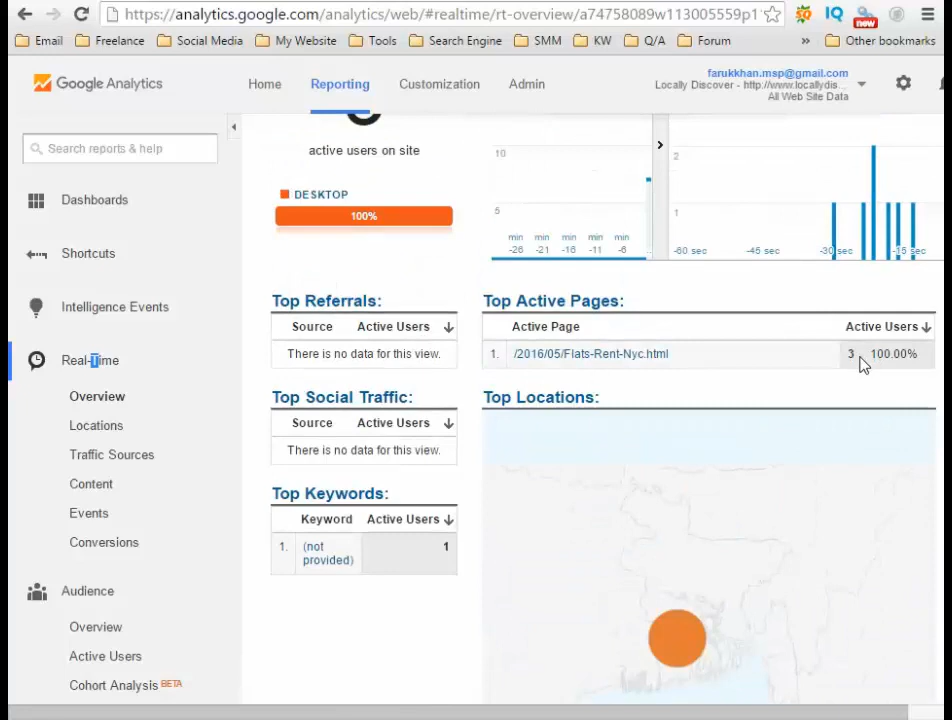 https://analytics.google.com/analytics/web/#realtime/rt-overview/a74758089w113005559p1
IQ
new
Email Freelance Social Media My Website Tools Search Engine SMM KW Q/A Forum » Other bookmarks
Google Analytics Home Reporting Customization Admin
farukkhan.msp@gmail.com
Locally Discover - http://www.locallydis...
All Web Site Data
Search reports & help
Dashboards
Shortcuts
Intelligence Events
Real-Time
Overview
Locations
Traffic Sources
Content
Events
Conversions
Audience
Overview
Active Users
Cohort Analysis BETA
active users on site
DESKTOP
100%
10
5
min min min min min
-26 -21 -16 -11 -6
2
1
-60 sec -45 sec -30 sec -15 sec
Top Referrals:
Source Active Users
There is no data for this view.
Top Social Traffic:
Source Active Users
There is no data for this view.
Top Keywords:
Keyword Active Users
1. (not provided) 1
Top Active Pages:
Active Page Active Users
1. /2016/05/Flats-Rent-Nyc.html 3 100.00%
Top Locations: